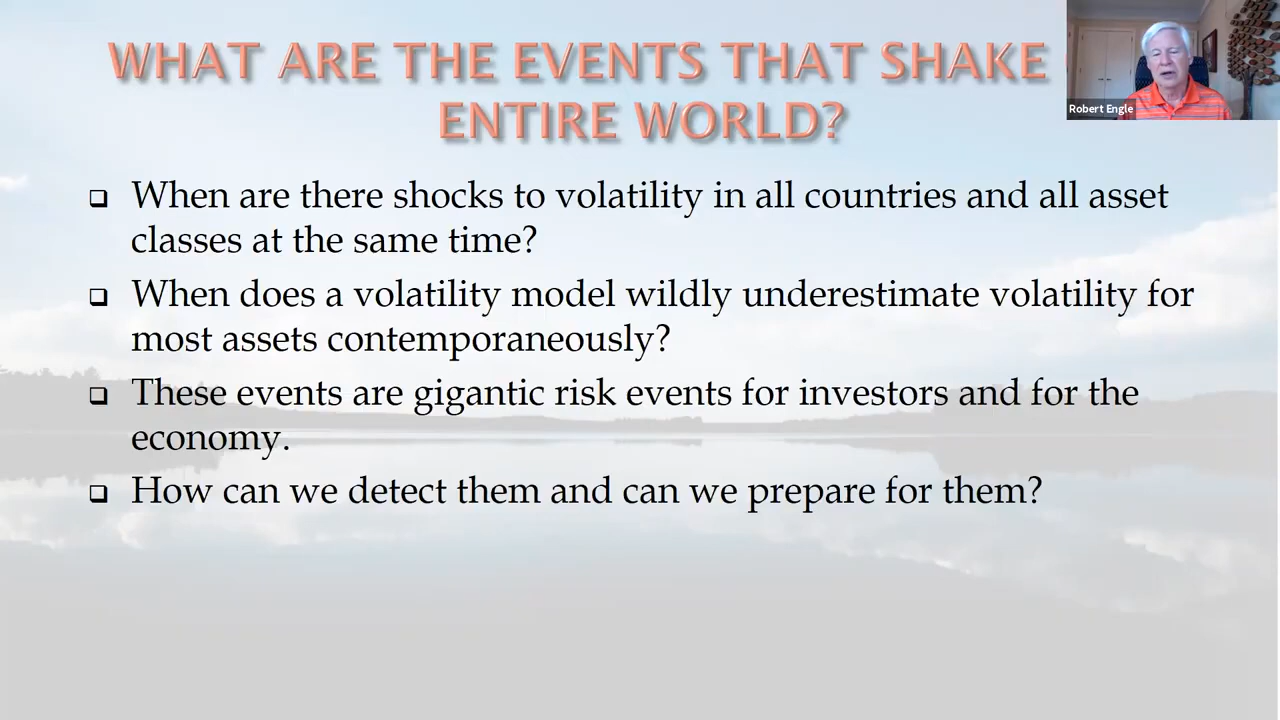 WHAT ARE THE EVENTS THAT SHAKE
ENTIRE WORLD?
Robert Engle
❑ When are there shocks to volatility in all countries and all asset
classes at the same time?
❑ When does a volatility model wildly underestimate volatility for
most assets contemporaneously?
❑ These events are gigantic risk events for investors and for the
economy.
❑ How can we detect them and can we prepare for them?